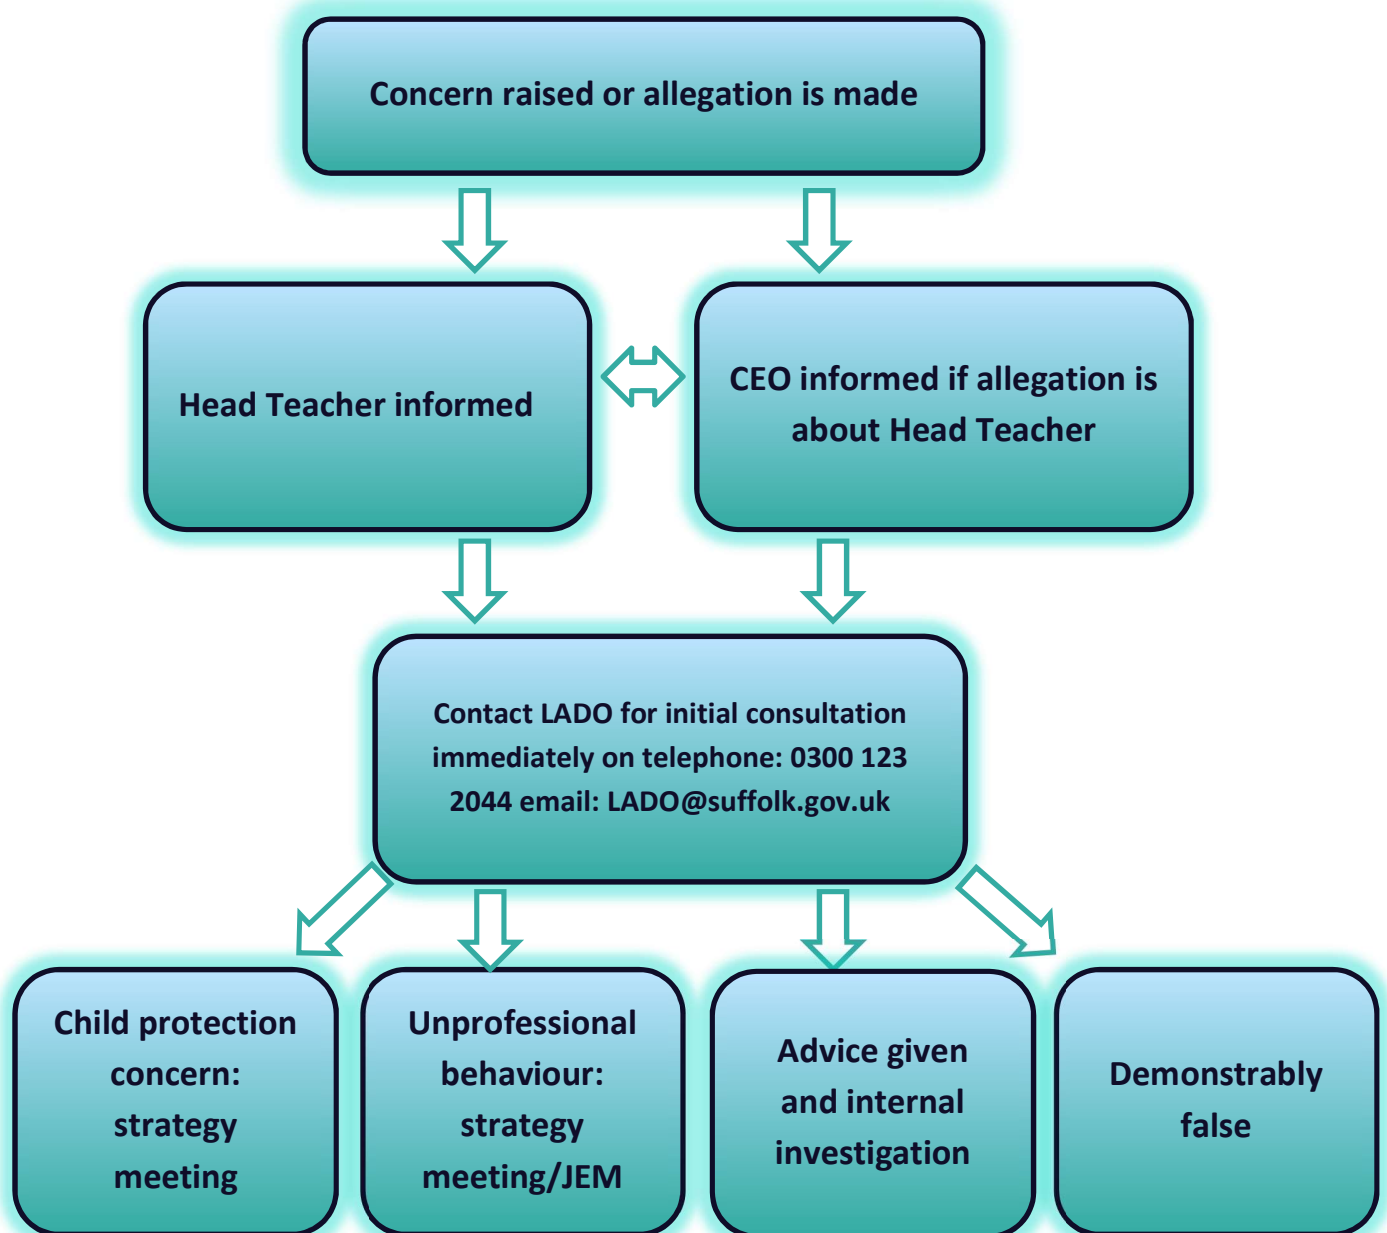 Concern raised or allegation is made
Head Teacher informed
CEO informed if allegation is
about Head Teacher
Contact LADO for initial consultation
immediately on telephone: 0300 123
2044 email: LADO@suffolk.gov.uk
Child protection
concern:
strategy
meeting
Unprofessional
behaviour:
strategy
meeting/JEM
Advice given
and internal
investigation
Demonstrably
false